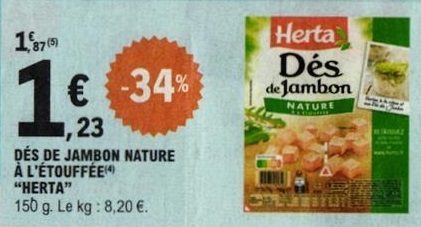 1€,87(5)
1€,23
-34%
DÉS DE JAMBON NATURE
À L'ÉTOUFFÉE(4)
"HERTA"
150 g. Le kg : 8,20 €.
Herta
Dés
de Jambon
NATURE